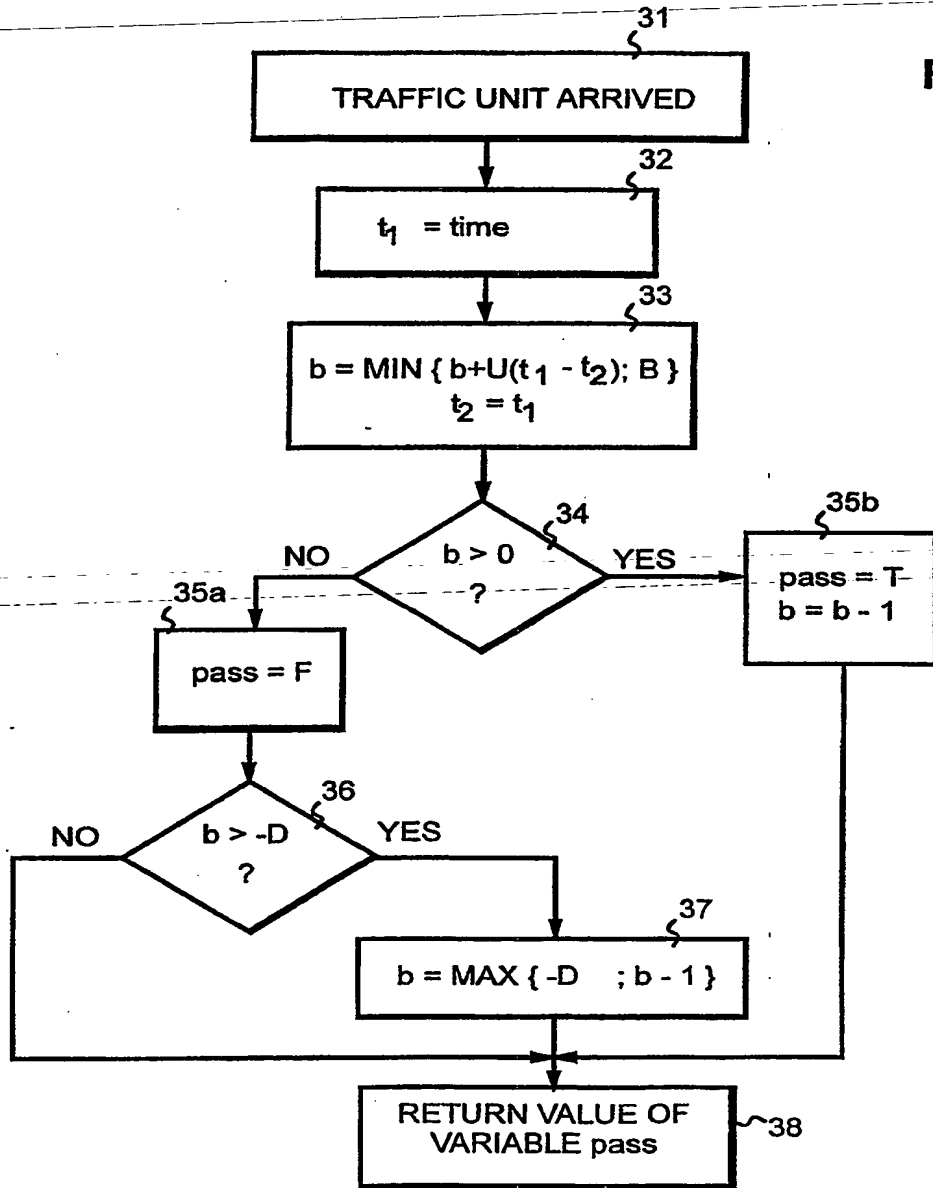 31
TRAFFIC UNIT ARRIVED
32
t₁ = time
33
b = MIN { b+U(t₁ - t₂); B }
t₂ = t₁
34
b > 0
?
NO
YES
35b
pass = T
b = b - 1
35a
pass = F
36
b > -D
?
NO
YES
37
b = MAX { -D ; b - 1 }
RETURN VALUE OF
VARIABLE pass
38